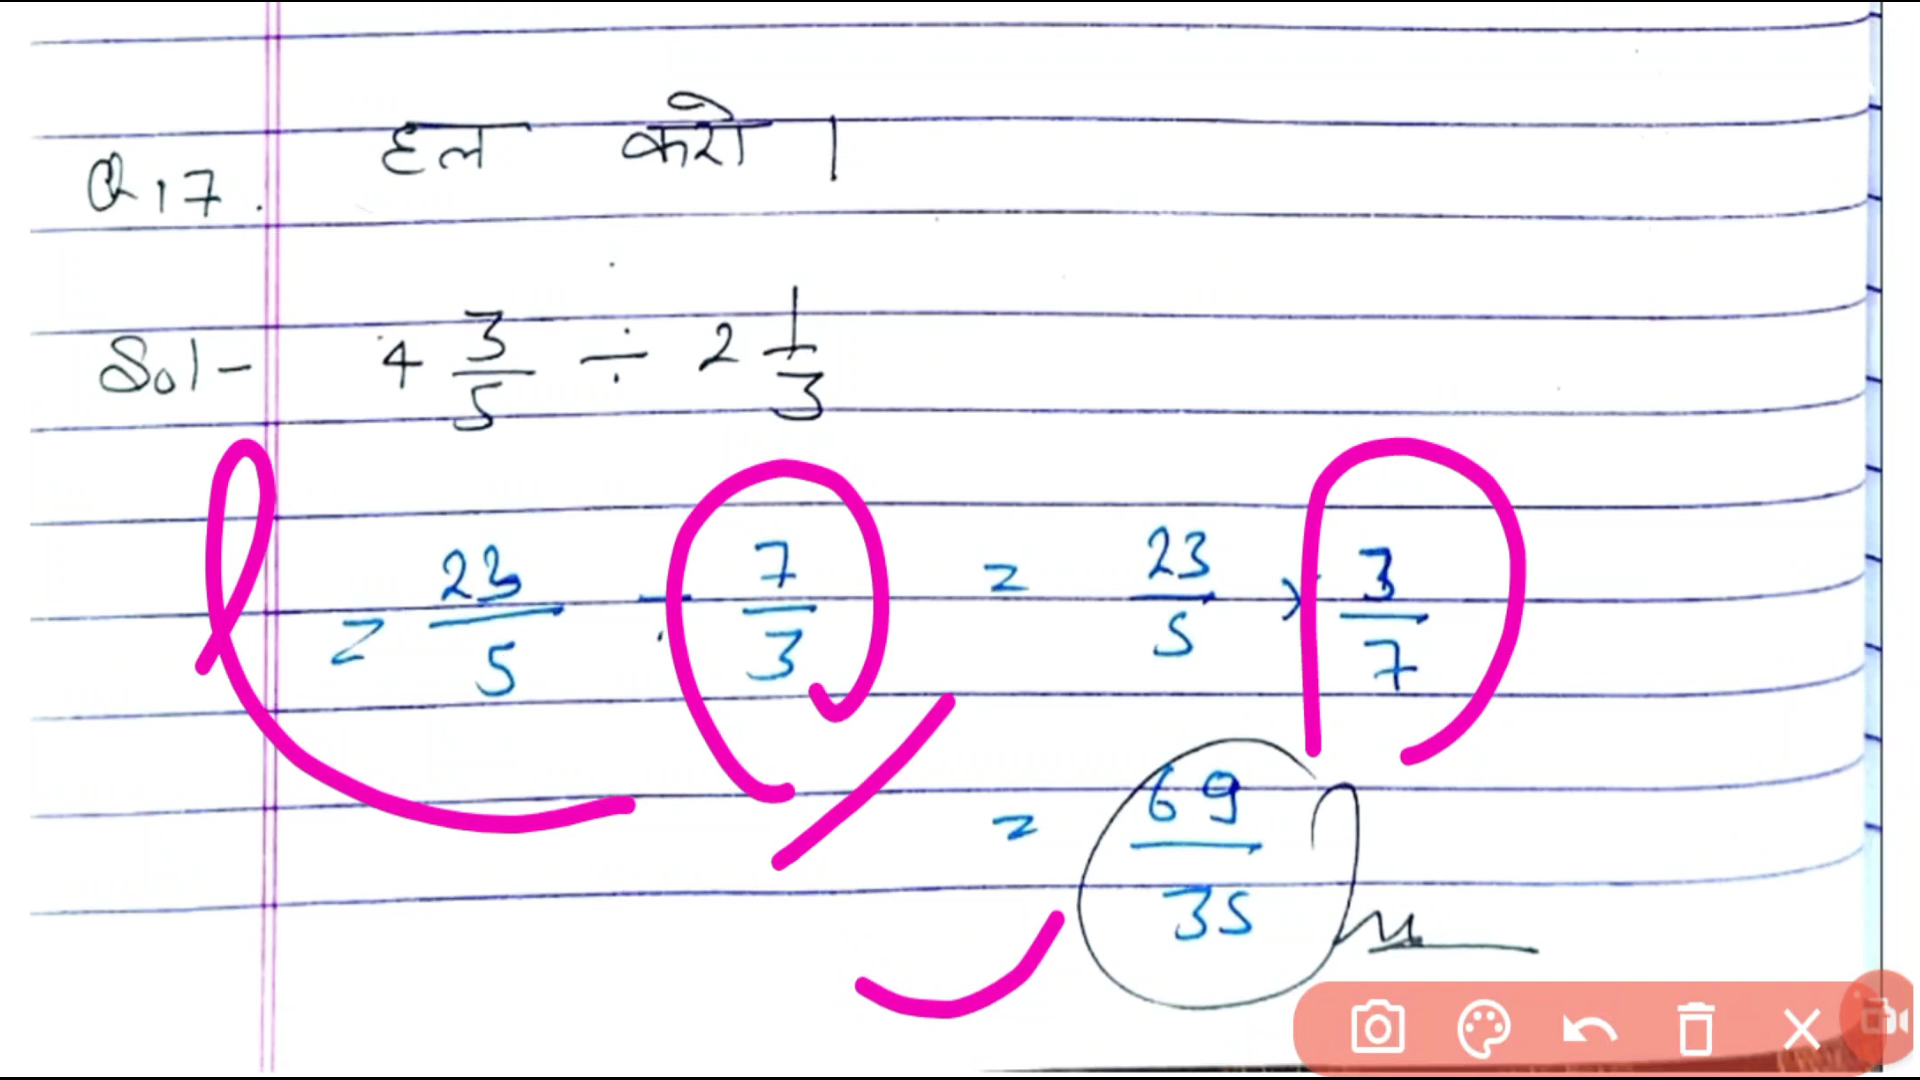 Q.17. हल करो ।
Sol- 4 3/5 ÷ 2 1/3
= 23/5 ÷ 7/3 = 23/5 × 3/7
= 69/35